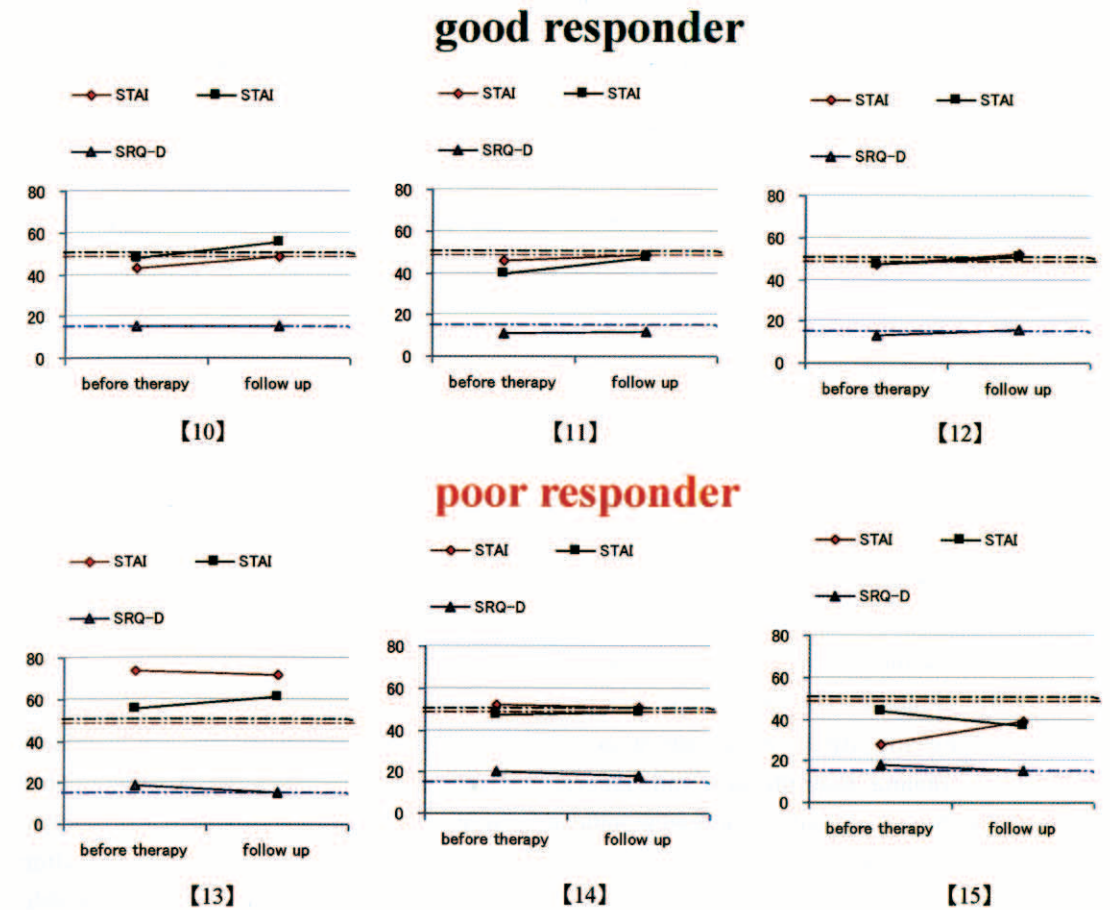 good responder
STAI STAI
SRQ-D
80
60
40
20
0
before therapy follow up
【10】
STAI STAI
SRQ-D
80
60
40
20
0
before therapy follow up
【11】
STAI STAI
SRQ-D
80
60
40
20
0
before therapy follow up
【12】
poor responder
STAI STAI
SRQ-D
80
60
40
20
0
before therapy follow up
【13】
STAI STAI
SRQ-D
80
60
40
20
0
before therapy follow up
【14】
STAI STAI
SRQ-D
80
60
40
20
0
before therapy follow up
【15】